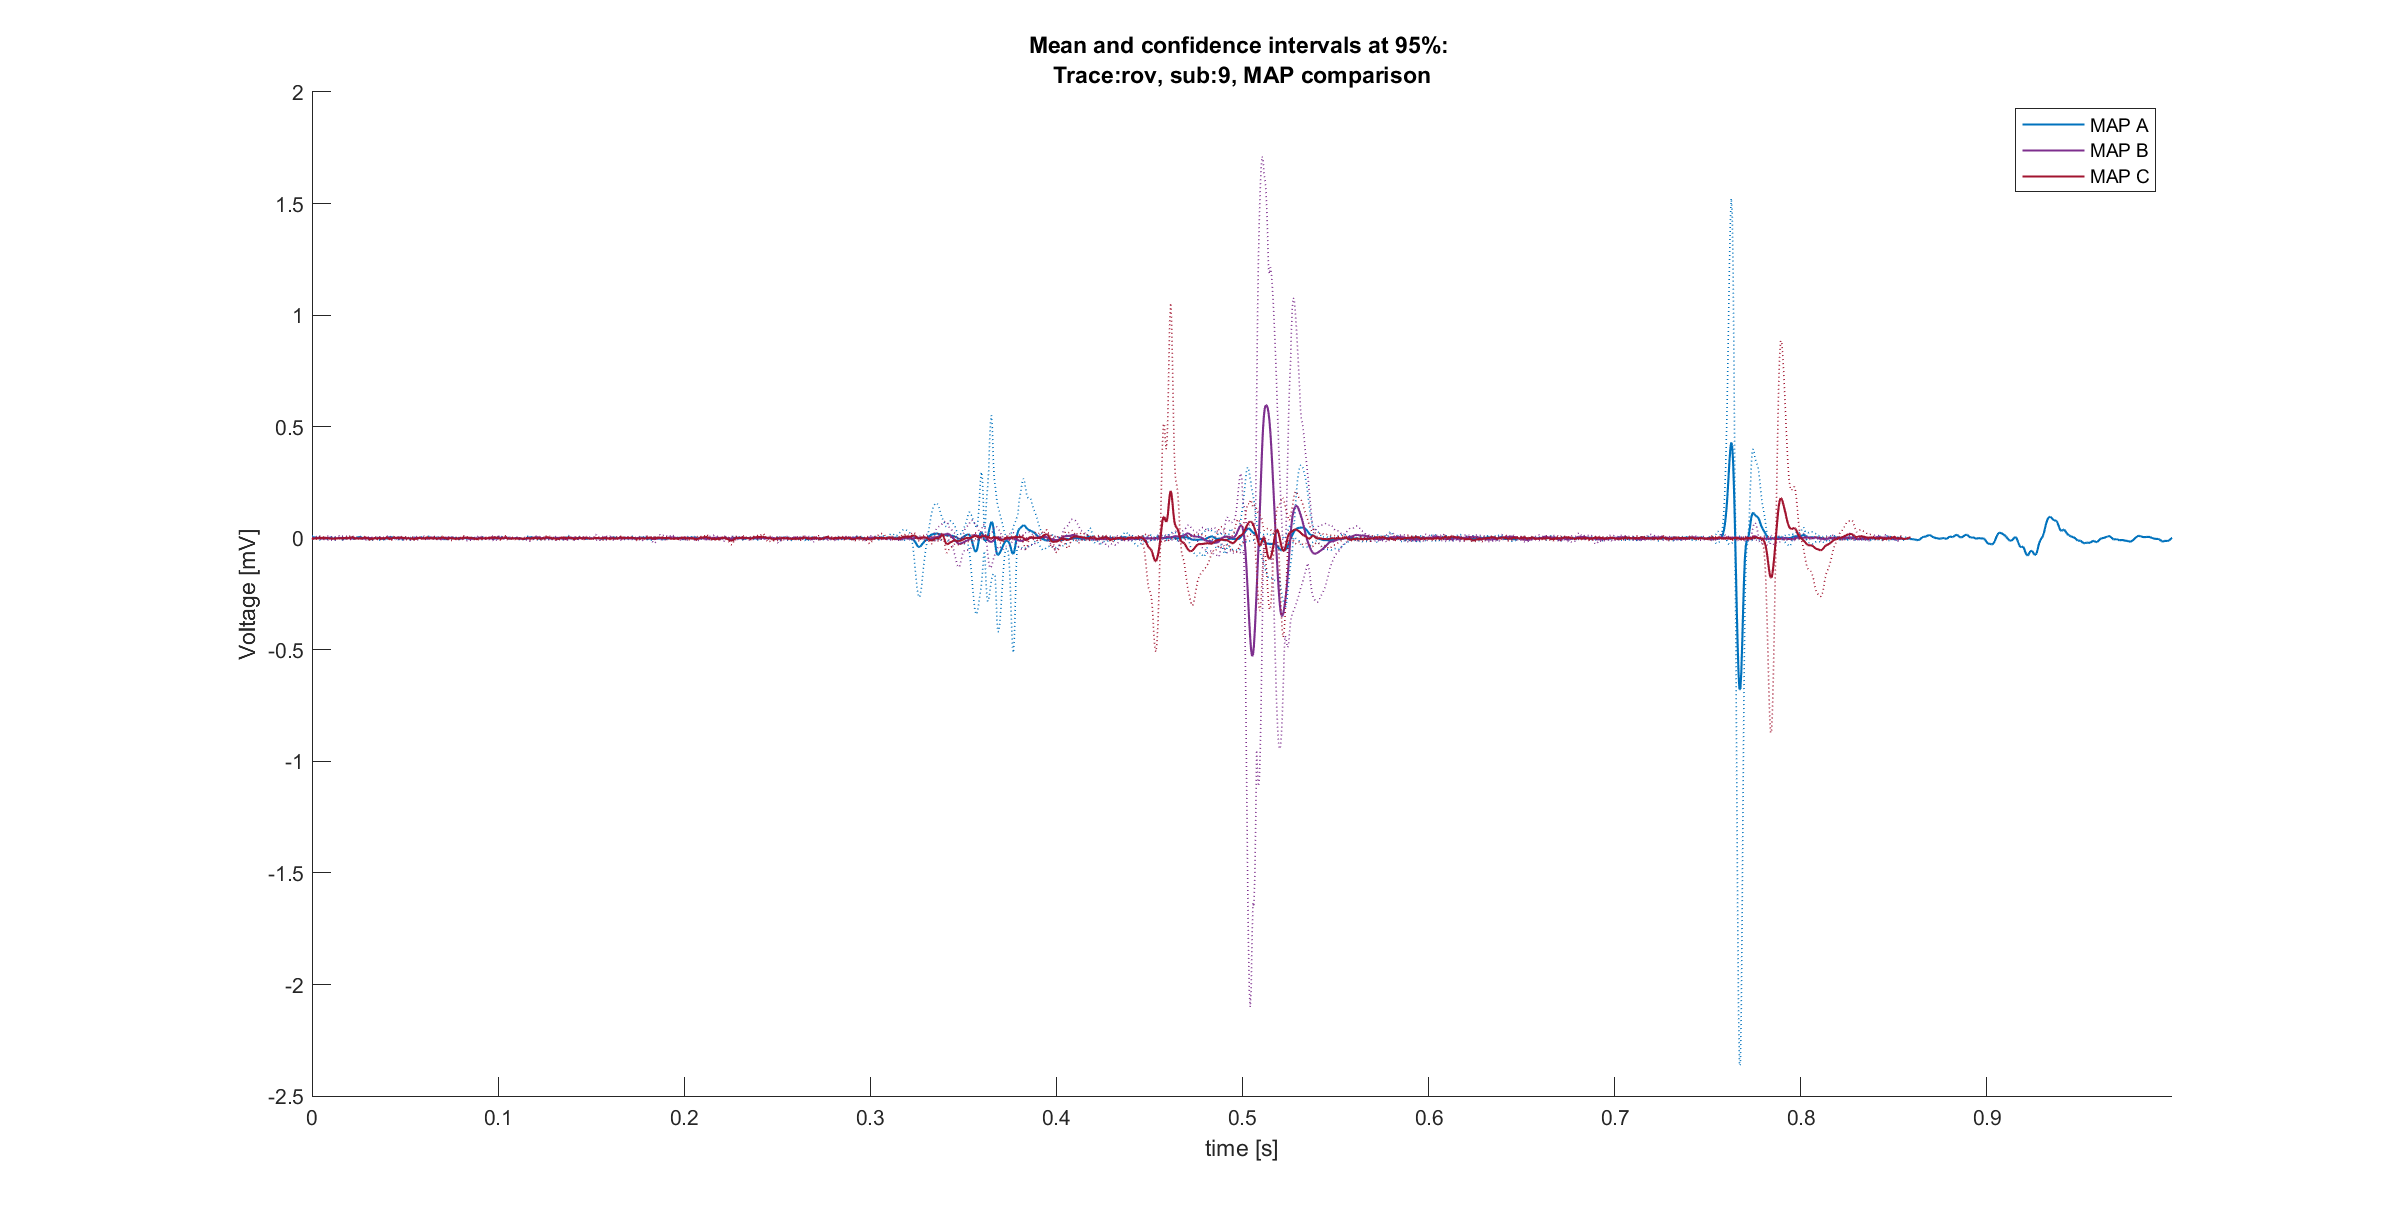 Mean and confidence intervals at 95%:
Trace:rov, sub:9, MAP comparison
MAP A
MAP B
MAP C
2
1.5
1
0.5
0
-0.5
-1
-1.5
-2
-2.5
Voltage [mV]
0 0.1 0.2 0.3 0.4 0.5 0.6 0.7 0.8 0.9
time [s]